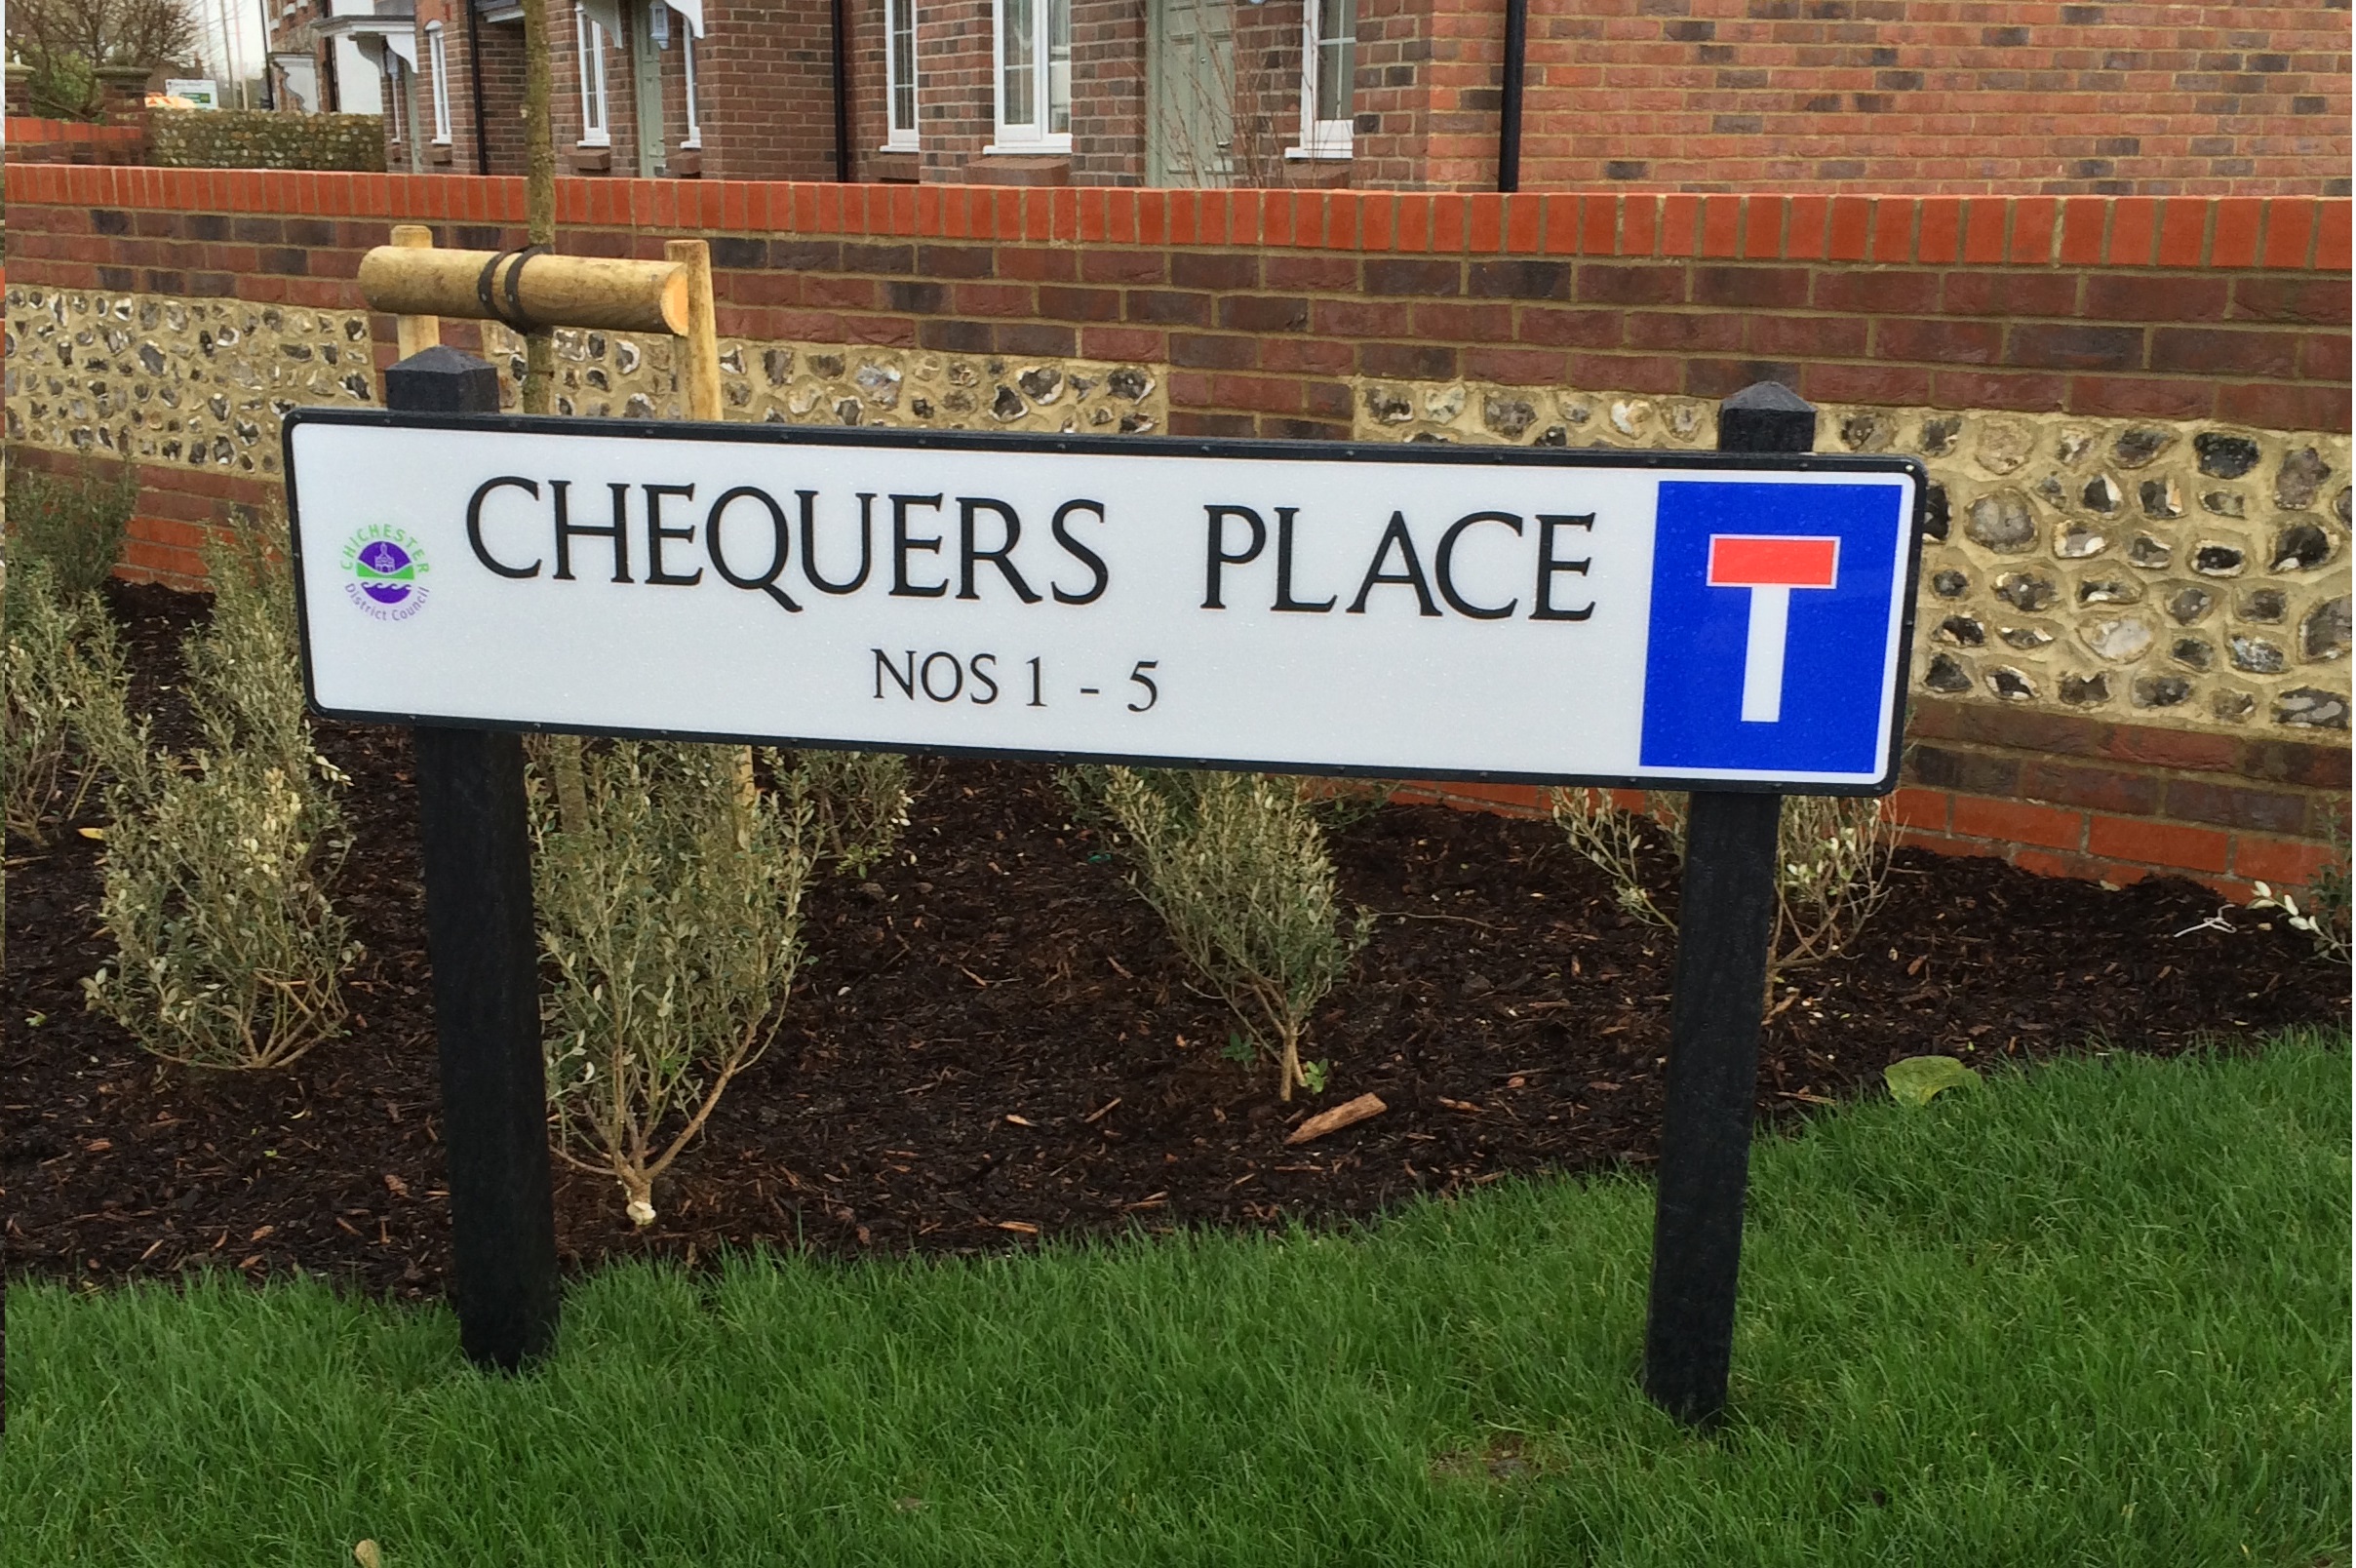 CHICHESTER
District Council
CHEQUERS PLACE
NOS 1 - 5